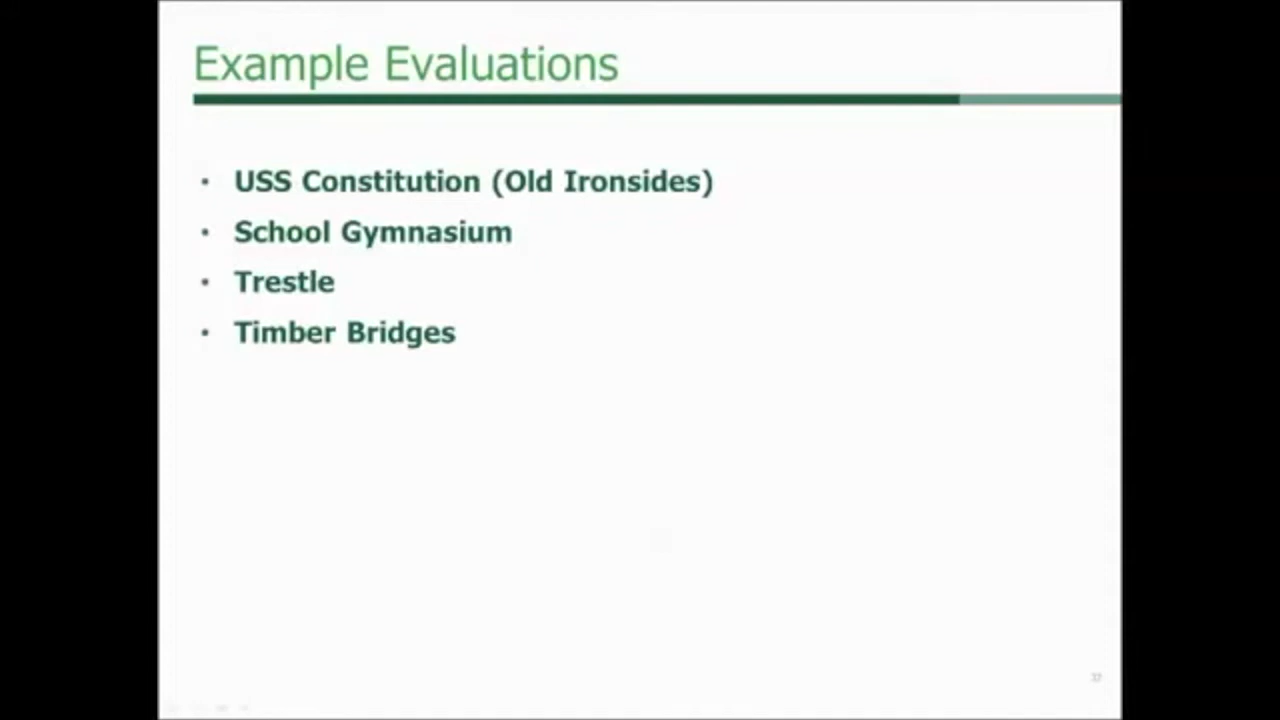 Example Evaluations
• USS Constitution (Old Ironsides)
• School Gymnasium
• Trestle
• Timber Bridges